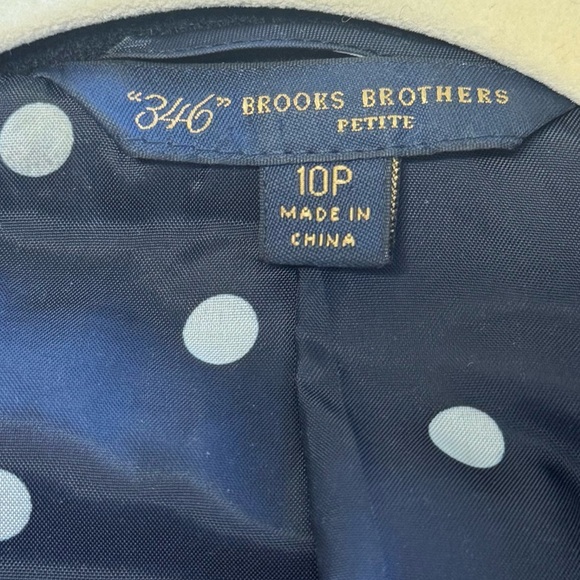 "346" BROOKS BROTHERS
PETITE
10P
MADE IN
CHINA